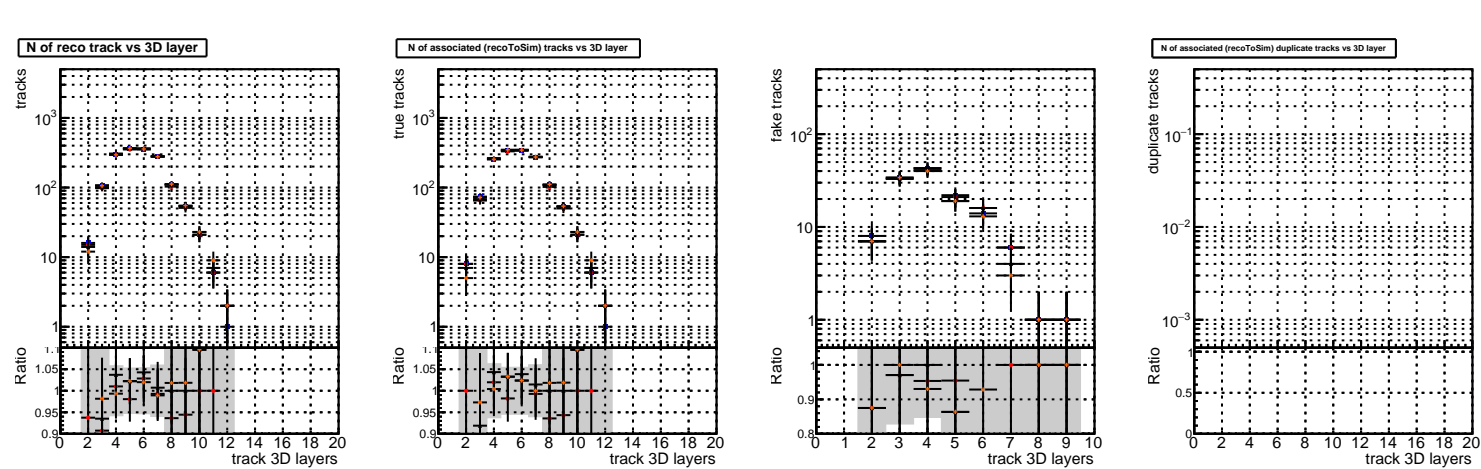 N of reco track vs 3D layer
tracks
10³
10²
10
1
Ratio
1.1
1.05
1
0.95
0.9
0 2 4 6 8 10 12 14 16 18 20
track 3D layers
N of associated (recoToSim) tracks vs 3D layer
true tracks
10³
10²
10
1
Ratio
1.1
1.05
1
0.95
0.9
0 2 4 6 8 10 12 14 16 18 20
track 3D layers
fake tracks
10²
10
1
Ratio
1
0.9
0.8
0 1 2 3 4 5 6 7 8 9 10
track 3D layers
N of associated (recoToSim) duplicate tracks vs 3D layer
duplicate tracks
10⁻¹
10⁻²
10⁻³
Ratio
1
0.5
0
0 2 4 6 8 10 12 14 16 18 20
track 3D layers